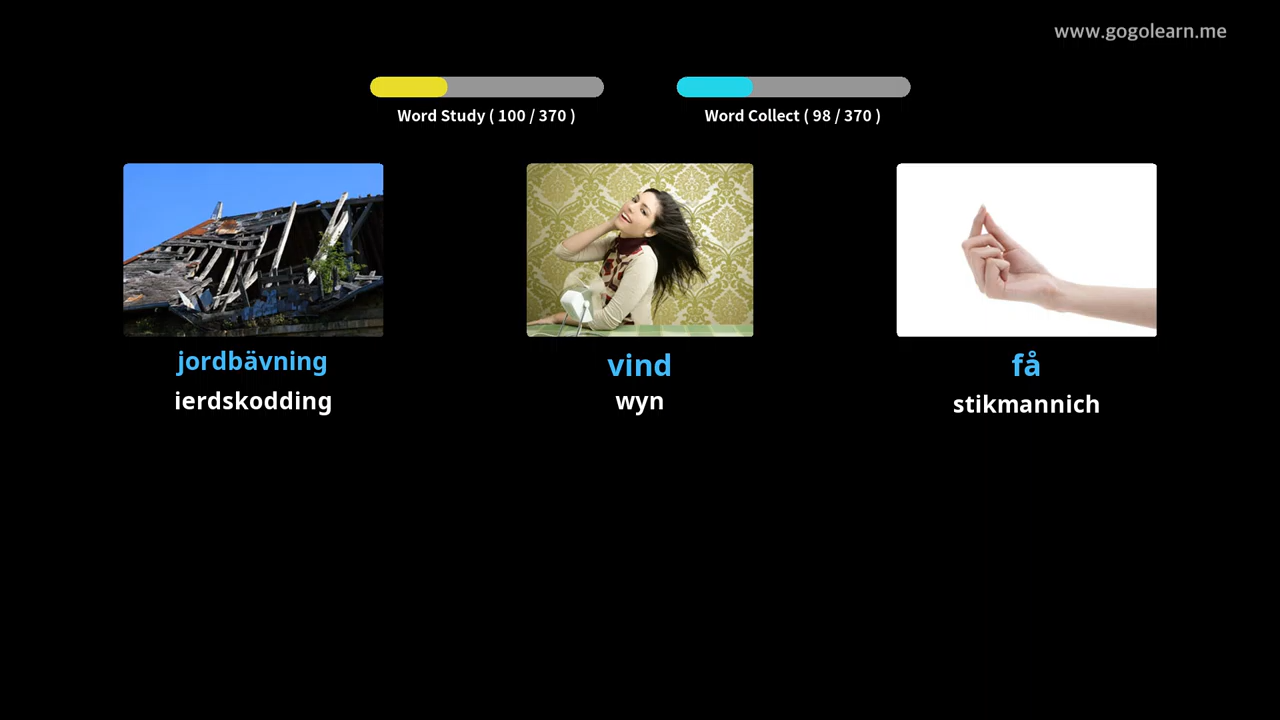 www.gogolearn.me
Word Study ( 100 / 370 )
Word Collect ( 98 / 370 )
jordbävning
ierdskodding
vind
wyn
få
stikmannich